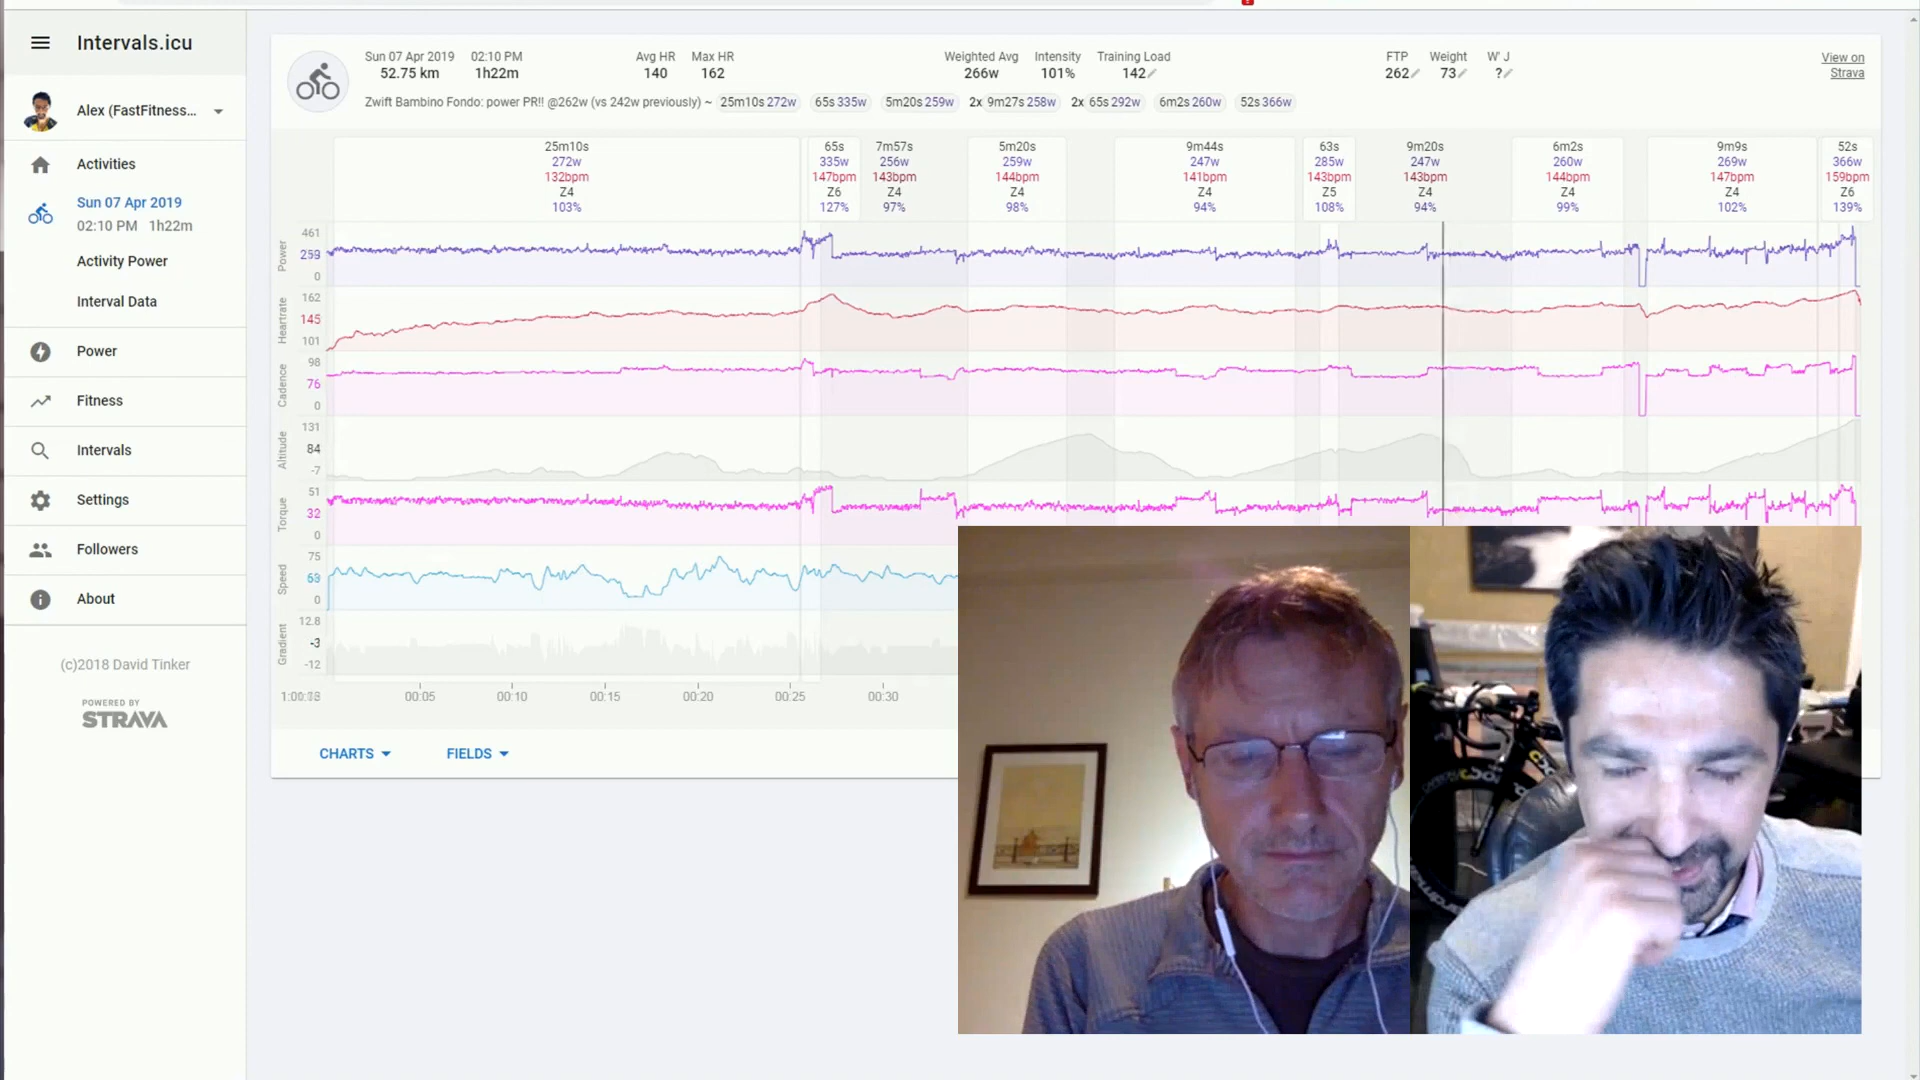 Intervals.icu
Alex (FastFitness...
Activities
Sun 07 Apr 2019
02:10 PM 1h22m
Activity Power
Interval Data
Power
Fitness
Intervals
Settings
Followers
About
(c)2018 David Tinker
POWERED BY
STRAVA
Sun 07 Apr 2019 02:10 PM Avg HR Max HR Weighted Avg Intensity Training Load FTP Weight W' J View on
52.75 km 1h22m 140 162 266w 101% 142 262 73 ? Strava
Zwift Bambino Fondo: power PR!! @262w (vs 242w previously) ~ 25m10s 272w 65s 335w 5m20s 259w 2x 9m27s 258w 2x 65s 292w 6m2s 260w 52s 366w
25m10s 65s 7m57s 5m20s 9m44s 63s 9m20s 6m2s 9m9s 52s
272w 335w 256w 259w 247w 285w 247w 260w 269w 366w
132bpm 147bpm 143bpm 144bpm 141bpm 143bpm 143bpm 144bpm 147bpm 159bpm
Z4 Z6 Z4 Z4 Z4 Z5 Z4 Z4 Z4 Z6
103% 127% 97% 98% 94% 108% 94% 99% 102% 139%
Power
461
259
0
Heartrate
162
145
101
Cadence
98
76
0
Altitude
131
84
-7
Torque
51
32
0
Speed
75
0
Gradient
12.8
-3
-12
00:05 00:10 00:15 00:20 00:25 00:30
CHARTS FIELDS